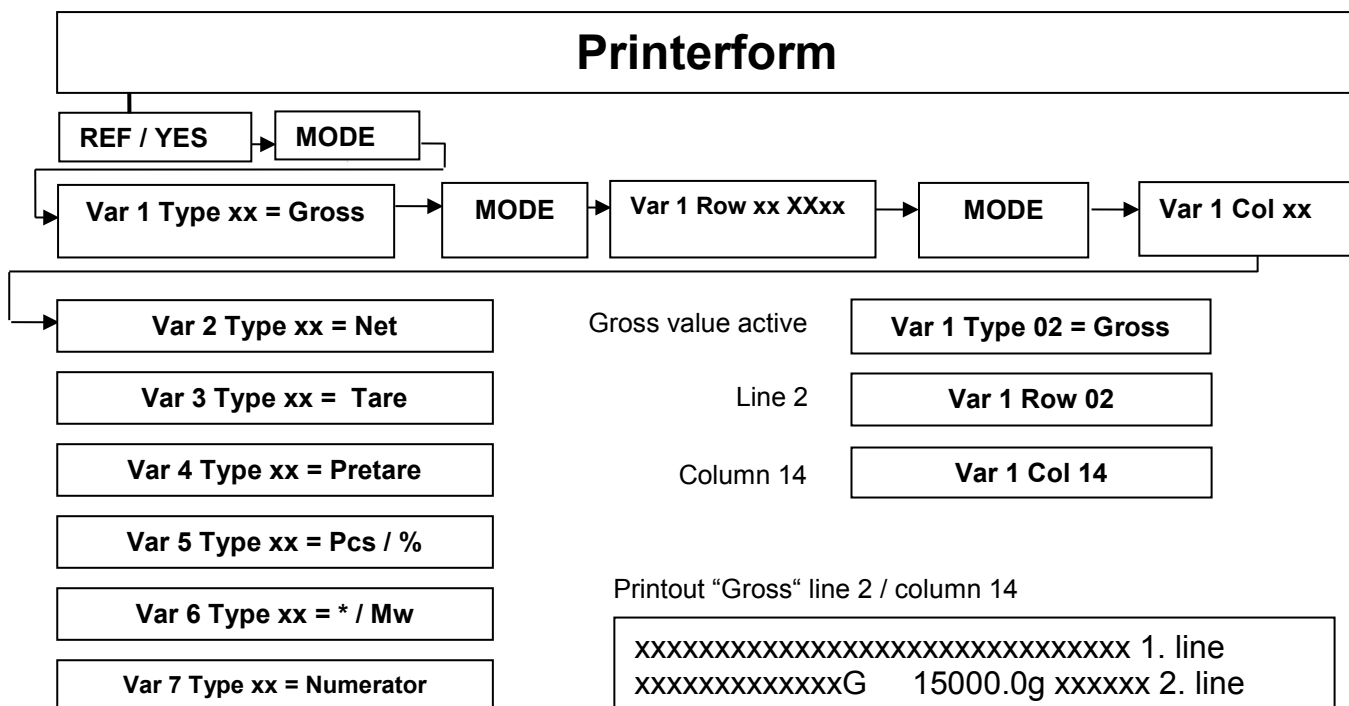 Printerform
REF / YES
MODE
Var 1 Type xx = Gross
MODE
Var 1 Row xx XXxx
MODE
Var 1 Col xx
Var 2 Type xx = Net
Var 3 Type xx = Tare
Var 4 Type xx = Pretare
Var 5 Type xx = Pcs / %
Var 6 Type xx = * / Mw
Var 7 Type xx = Numerator
Gross value active
Var 1 Type 02 = Gross
Line 2
Var 1 Row 02
Column 14
Var 1 Col 14
Printout “Gross“ line 2 / column 14
xxxxxxxxxxxxxxxxxxxxxxxxxxxxxxx 1. line
xxxxxxxxxxxxxG 15000.0g xxxxxx 2. line